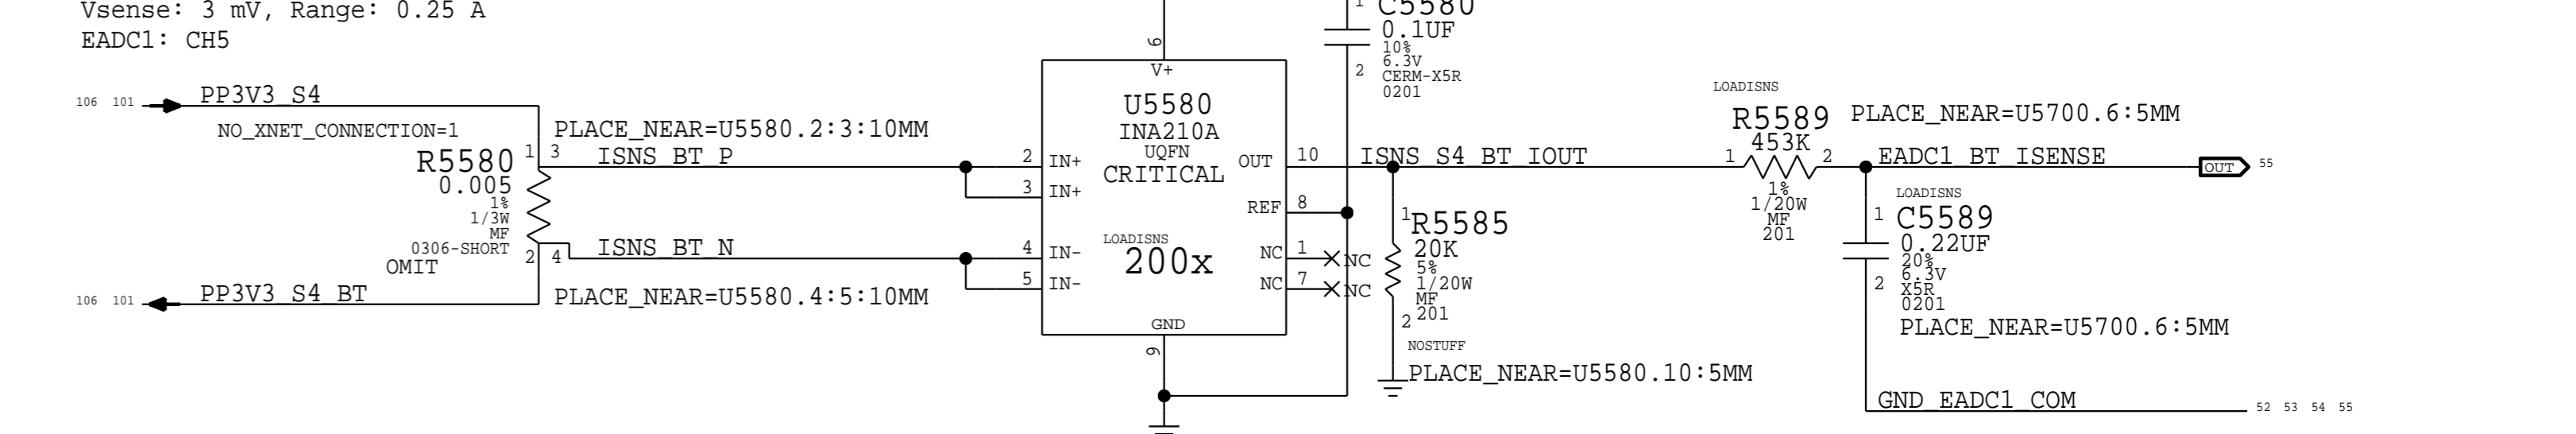 Vsense: 3 mV, Range: 0.25 A
EADC1: CH5
106 101
PP3V3_S4
NO_XNET_CONNECTION=1
R5580
0.005
1%
1/3W
MF
0306-SHORT
OMIT
1 3
2 4
106 101
PP3V3_S4_BT
PLACE_NEAR=U5580.2:3:10MM
ISNS_BT_P
ISNS_BT_N
PLACE_NEAR=U5580.4:5:10MM
6
V+
U5580
INA210A
UQFN
CRITICAL
LOADISNS
200x
2 IN+
3 IN+
4 IN-
5 IN-
OUT 10
REF 8
NC 1 NC
NC 7 NC
GND
9
1
C5580
0.1UF
10%
6.3V
CERM-X5R
0201
2
ISNS_S4_BT_IOUT
1
R5585
20K
5%
1/20W
MF
201
2
NOSTUFF
PLACE_NEAR=U5580.10:5MM
LOADISNS
R5589
453K
1 2
1%
1/20W
MF
201
PLACE_NEAR=U5700.6:5MM
EADC1_BT_ISENSE
OUT 55
LOADISNS
1
C5589
0.22UF
20%
6.3V
2
X5R
0201
PLACE_NEAR=U5700.6:5MM
GND_EADC1_COM
52 53 54 55